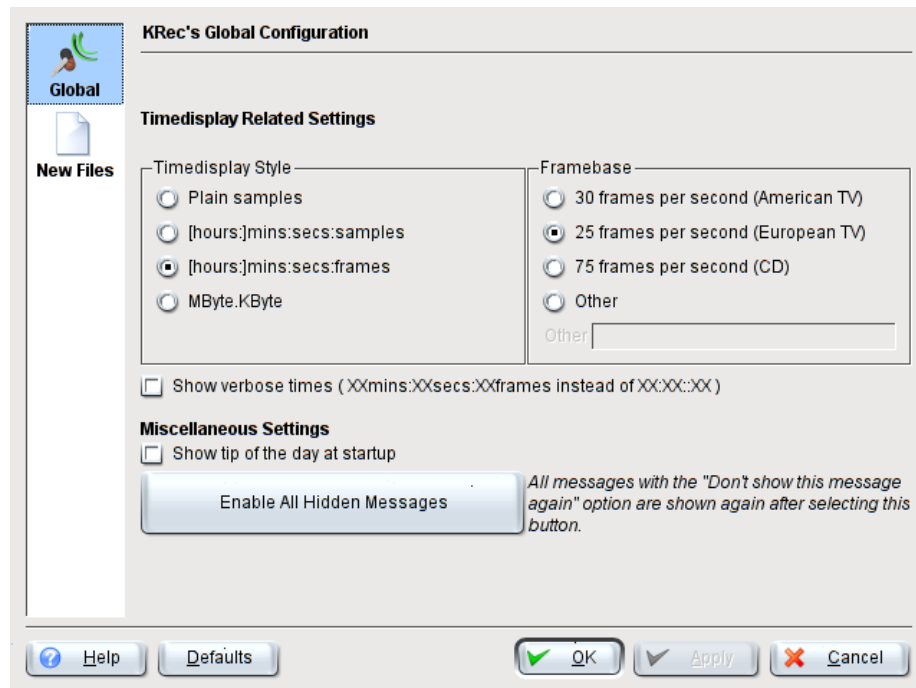 KRec's Global Configuration
Global
New Files
Timedisplay Related Settings
Timedisplay Style
Plain samples
[hours:]mins:secs:samples
[hours:]mins:secs:frames
MByte.KByte
Framebase
30 frames per second (American TV)
25 frames per second (European TV)
75 frames per second (CD)
Other
Other
Show verbose times ( XXmins:XXsecs:XXframes instead of XX:XX::XX )
Miscellaneous Settings
Show tip of the day at startup
Enable All Hidden Messages
All messages with the "Don't show this message
again" option are shown again after selecting this
button.
Help
Defaults
OK
Apply
Cancel